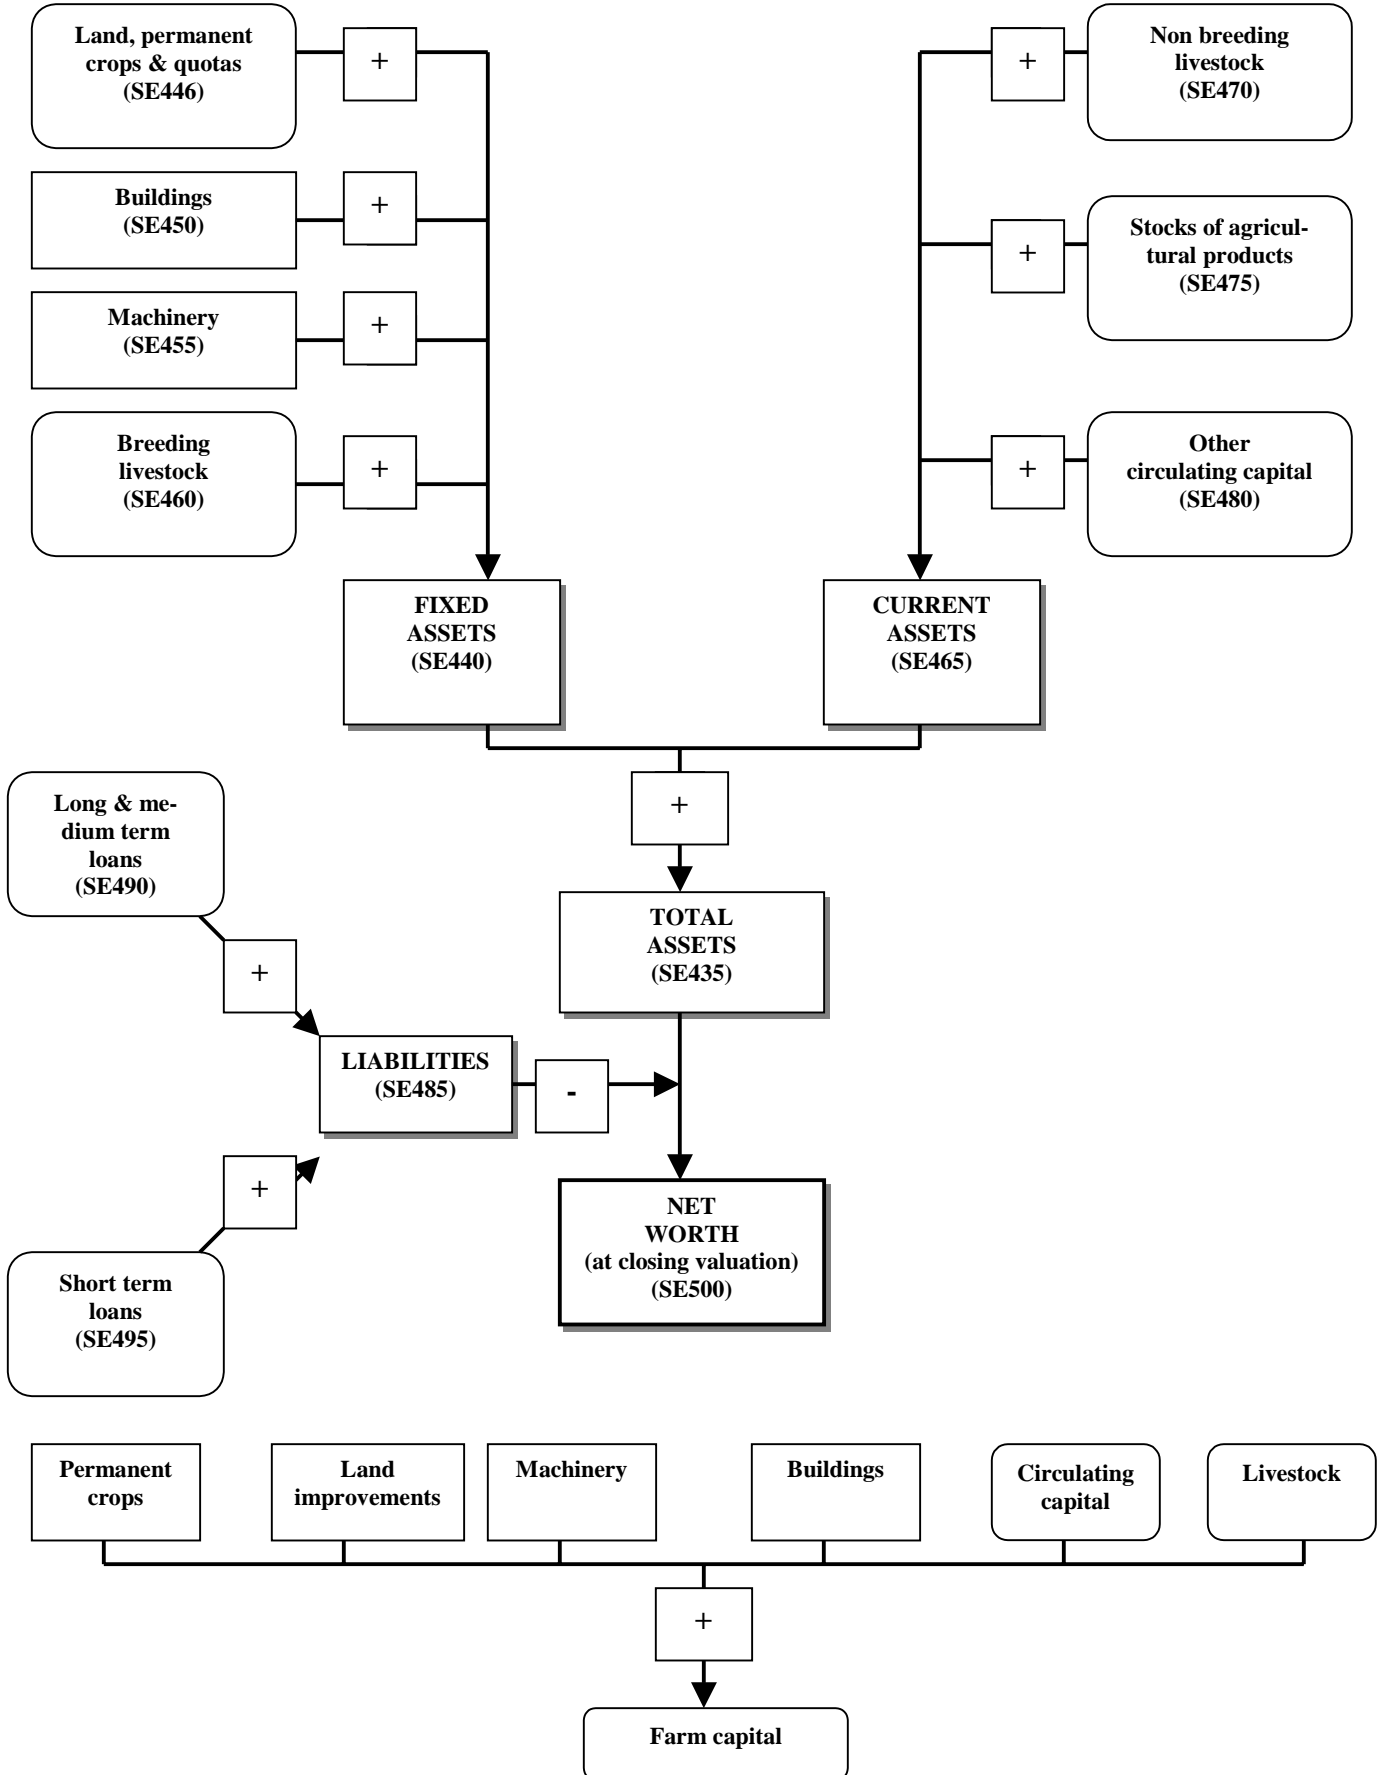 Land, permanent
crops & quotas
(SE446)
+
+
Non breeding
livestock
(SE470)
Buildings
(SE450)
+
Stocks of agricul-
tural products
(SE475)
+
Machinery
(SE455)
+
Breeding
livestock
(SE460)
+
+
Other
circulating capital
(SE480)
FIXED
ASSETS
(SE440)
CURRENT
ASSETS
(SE465)
+
Long & me-
dium term
loans
(SE490)
+
TOTAL
ASSETS
(SE435)
LIABILITIES
(SE485)
-
+
NET
WORTH
(at closing valuation)
(SE500)
Short term
loans
(SE495)
Permanent
crops
Land
improvements
Machinery
Buildings
Circulating
capital
Livestock
+
Farm capital